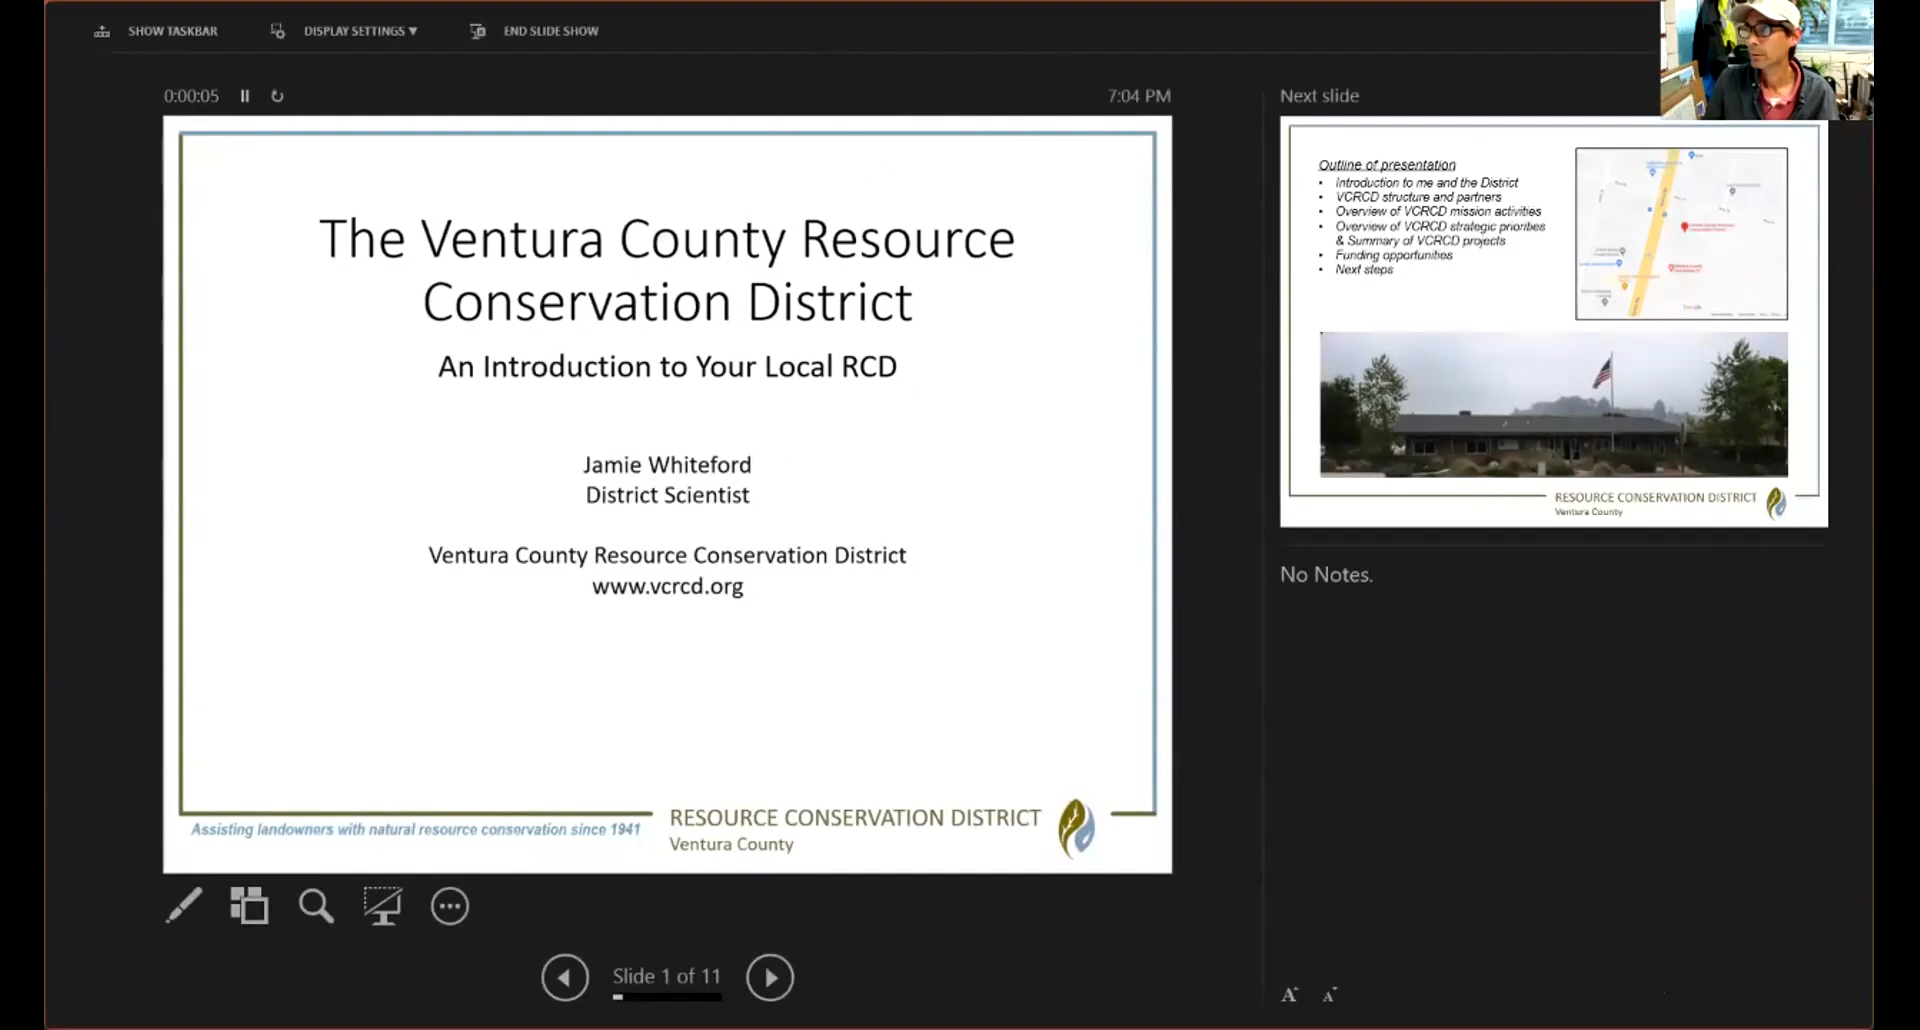 SHOW TASKBAR
DISPLAY SETTINGS ▼
END SLIDE SHOW
0:00:05
7:04 PM
The Ventura County Resource
Conservation District
An Introduction to Your Local RCD
Jamie Whiteford
District Scientist
Ventura County Resource Conservation District
www.vcrcd.org
Assisting landowners with natural resource conservation since 1941
RESOURCE CONSERVATION DISTRICT
Ventura County
Slide 1 of 11
Next slide
Outline of presentation
• Introduction to me and the District
• VCRCD structure and partners
• Overview of VCRCD mission activities
• Overview of VCRCD strategic priorities
& Summary of VCRCD projects
• Funding opportunities
• Next steps
RESOURCE CONSERVATION DISTRICT
Ventura County
No Notes.
A A